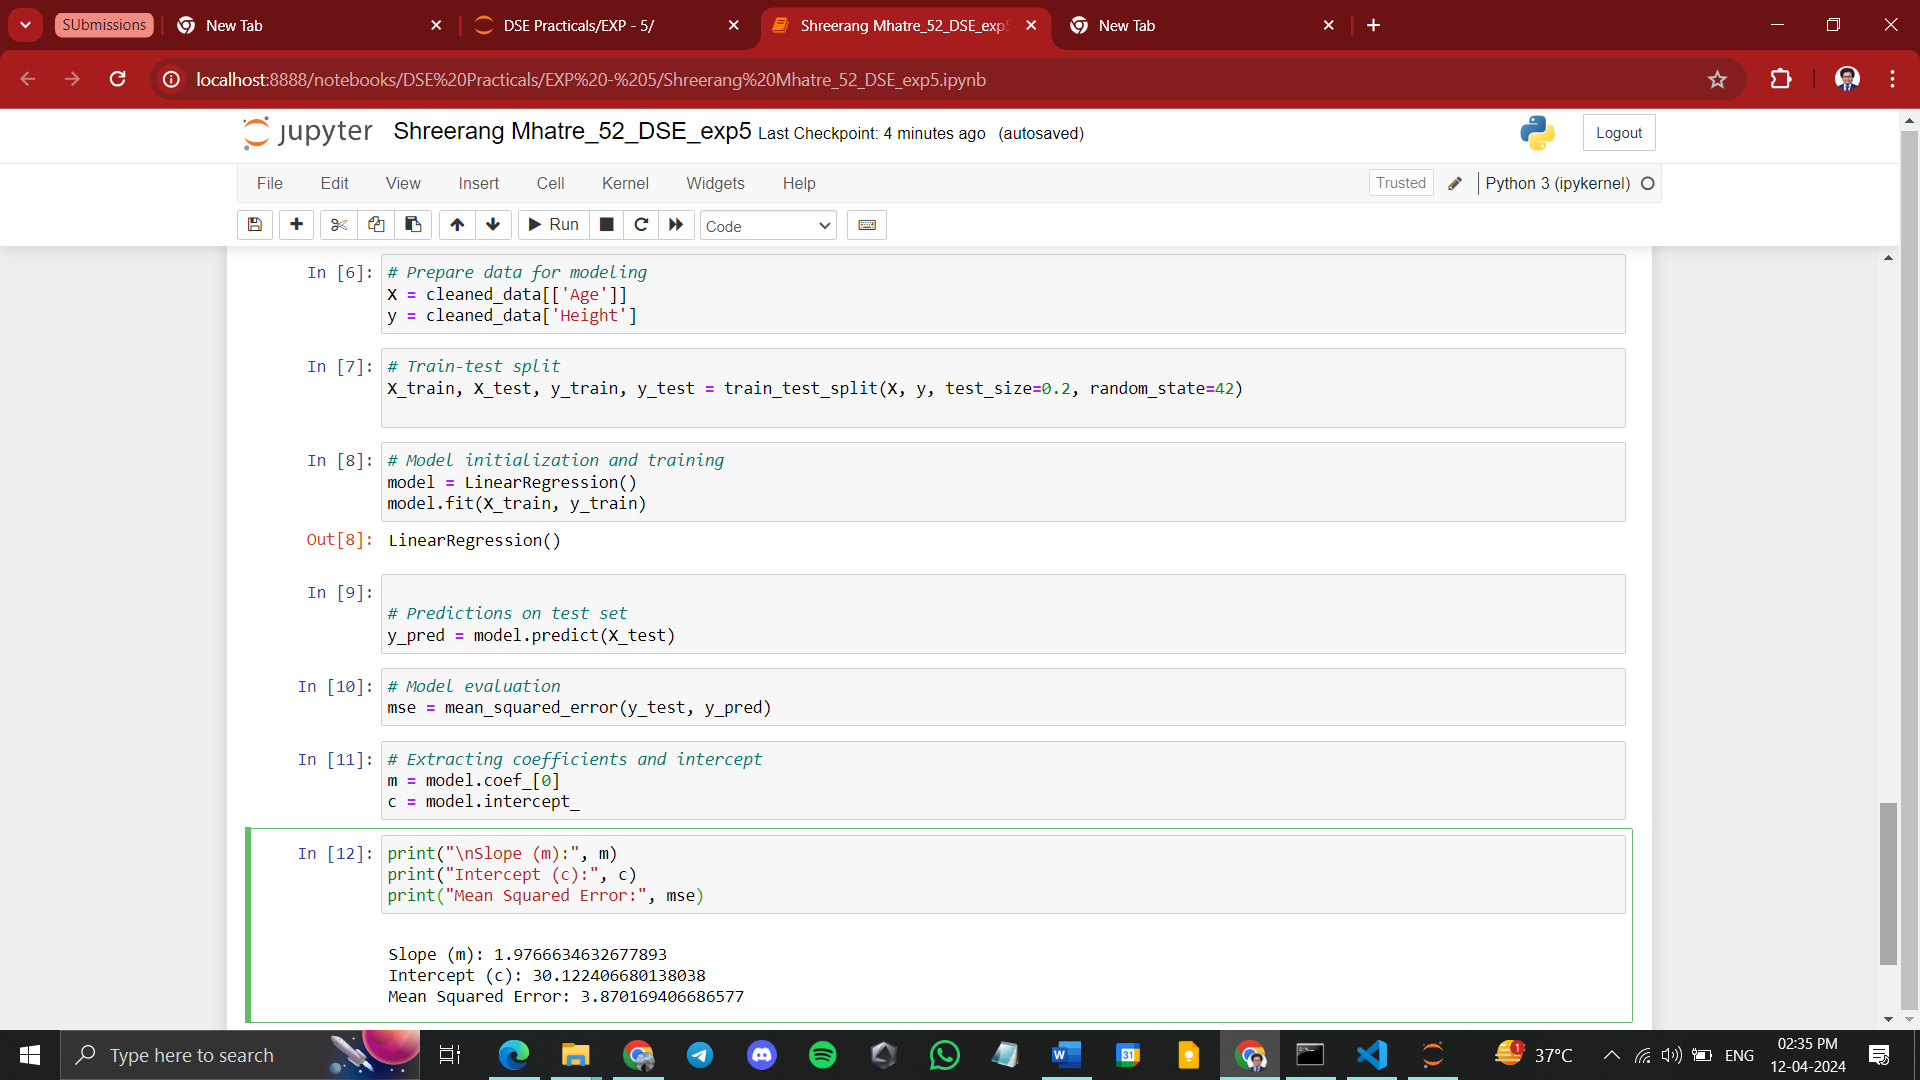 SUbmissions
New Tab
DSE Practicals/EXP - 5/
Shreerang Mhatre_52_DSE_exp5
New Tab
localhost:8888/notebooks/DSE%20Practicals/EXP%20-%205/Shreerang%20Mhatre_52_DSE_exp5.ipynb
jupyter Shreerang Mhatre_52_DSE_exp5 Last Checkpoint: 4 minutes ago (autosaved)
Logout
File Edit View Insert Cell Kernel Widgets Help
Trusted
Python 3 (ipykernel)
Run
Code
In [6]: # Prepare data for modeling
X = cleaned_data[['Age']]
y = cleaned_data['Height']
In [7]: # Train-test split
X_train, X_test, y_train, y_test = train_test_split(X, y, test_size=0.2, random_state=42)
In [8]: # Model initialization and training
model = LinearRegression()
model.fit(X_train, y_train)
Out[8]: LinearRegression()
In [9]:
# Predictions on test set
y_pred = model.predict(X_test)
In [10]: # Model evaluation
mse = mean_squared_error(y_test, y_pred)
In [11]: # Extracting coefficients and intercept
m = model.coef_[0]
c = model.intercept_
In [12]: print("\nSlope (m):", m)
print("Intercept (c):", c)
print("Mean Squared Error:", mse)
Slope (m): 1.9766634632677893
Intercept (c): 30.122406680138038
Mean Squared Error: 3.870169406686577
Type here to search
31
1
37°C
ENG
02:35 PM
12-04-2024